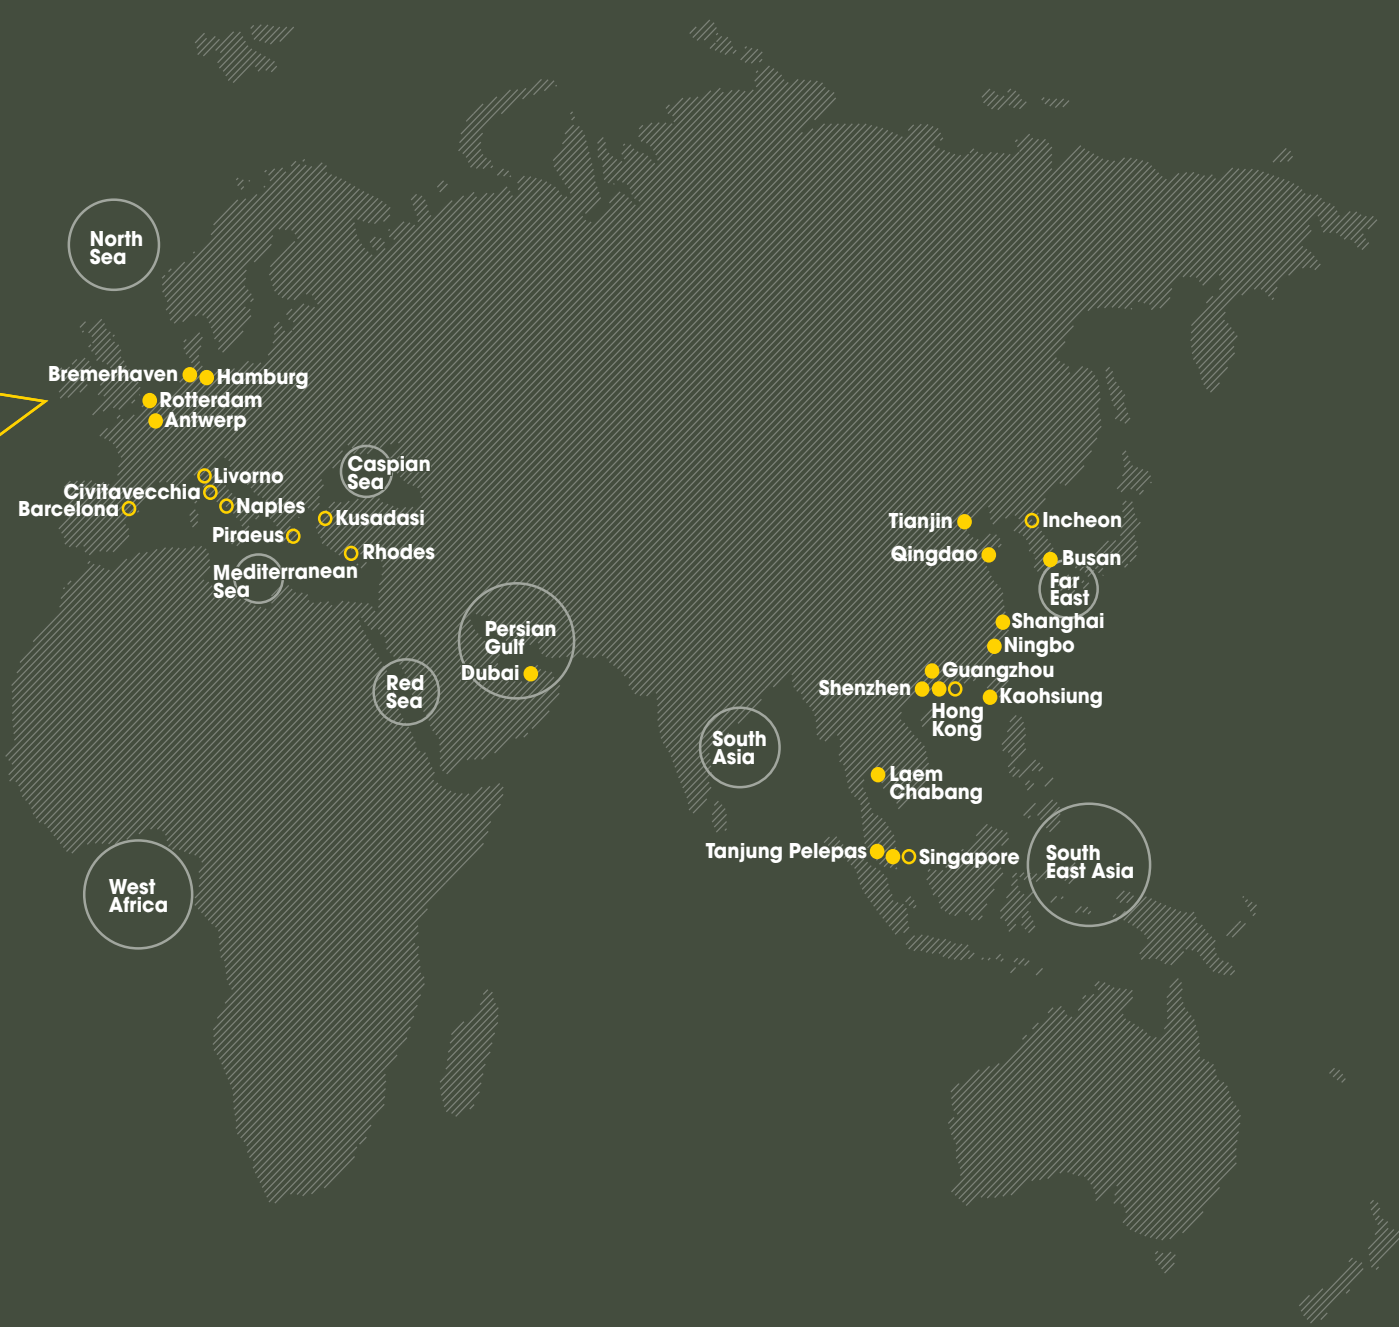 North
Sea
Bremerhaven
Hamburg
Rotterdam
Antwerp
Caspian
Sea
Livorno
Civitavecchia
Barcelona
Naples
Kusadasi
Piraeus
Rhodes
Mediterranean
Sea
Tianjin
Incheon
Qingdao
Busan
Far
East
Shanghai
Ningbo
Persian
Gulf
Dubai
Red
Sea
Guangzhou
Shenzhen
Kaohsiung
Hong
Kong
South
Asia
Laem
Chabang
Tanjung Pelepas
Singapore
South
East Asia
West
Africa